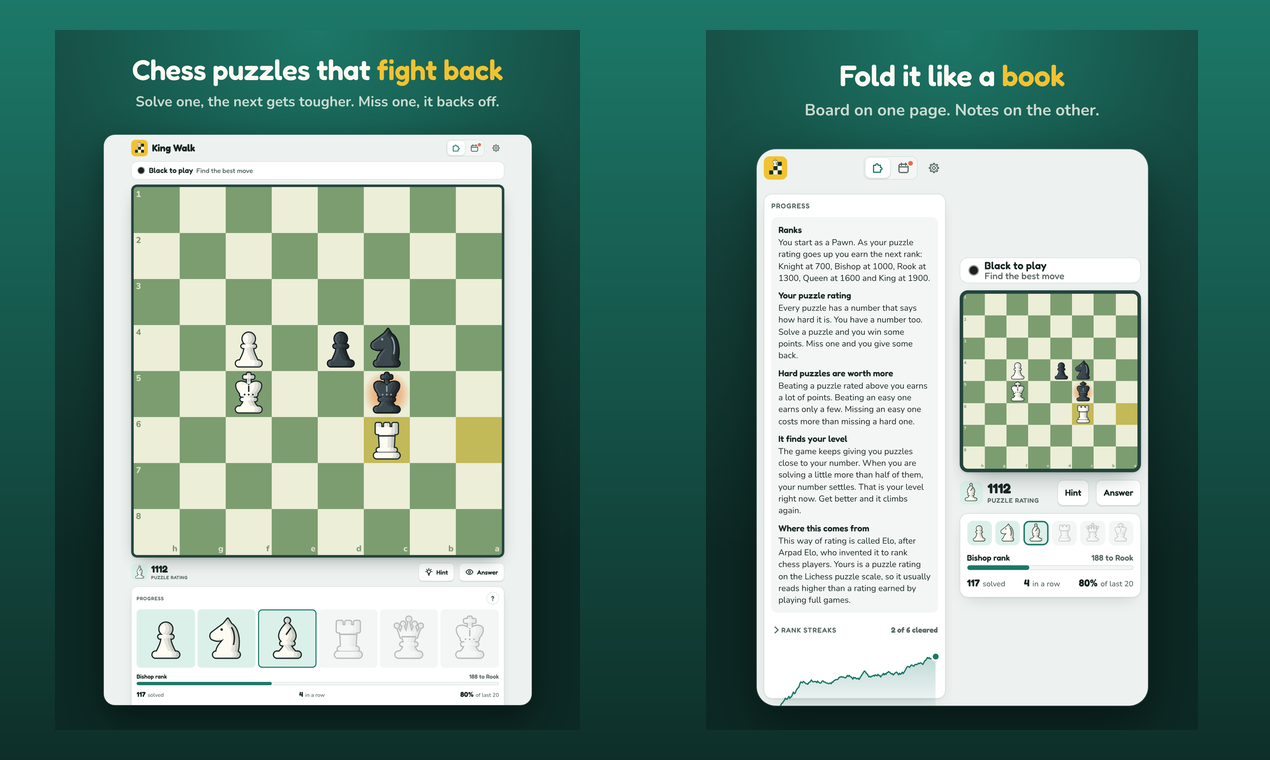 Chess puzzles that fight back
Solve one, the next gets tougher. Miss one, it backs off.
King Walk
Black to play Find the best move
1
2
3
4
5
6
7
8
h g f e d c b a
1112
PUZZLE RATING
Hint
Answer
PROGRESS
?
Bishop rank 188 to Rook
117 solved 4 in a row 80% of last 20
Fold it like a book
Board on one page. Notes on the other.
PROGRESS
Ranks
You start as a Pawn. As your puzzle
rating goes up you earn the next rank:
Knight at 700, Bishop at 1000, Rook at
1300, Queen at 1600 and King at 1900.
Your puzzle rating
Every puzzle has a number that says
how hard it is. You have a number too.
Solve a puzzle and you win some
points. Miss one and you give some
back.
Hard puzzles are worth more
Beating a puzzle rated above you earns
a lot of points. Beating an easy one
earns only a few. Missing an easy one
costs more than missing a hard one.
It finds your level
The game keeps giving you puzzles
close to your number. When you are
solving a little more than half of them,
your number settles. That is your level
right now. Get better and it climbs
again.
Where this comes from
This way of rating is called Elo, after
Arpad Elo, who invented it to rank
chess players. Yours is a puzzle rating
on the Lichess puzzle scale, so it usually
reads higher than a rating earned by
playing full games.
RANK STREAKS 2 of 6 cleared
Black to play
Find the best move
1112
PUZZLE RATING
Hint
Answer
Bishop rank 188 to Rook
117 solved 4 in a row 80% of last 20